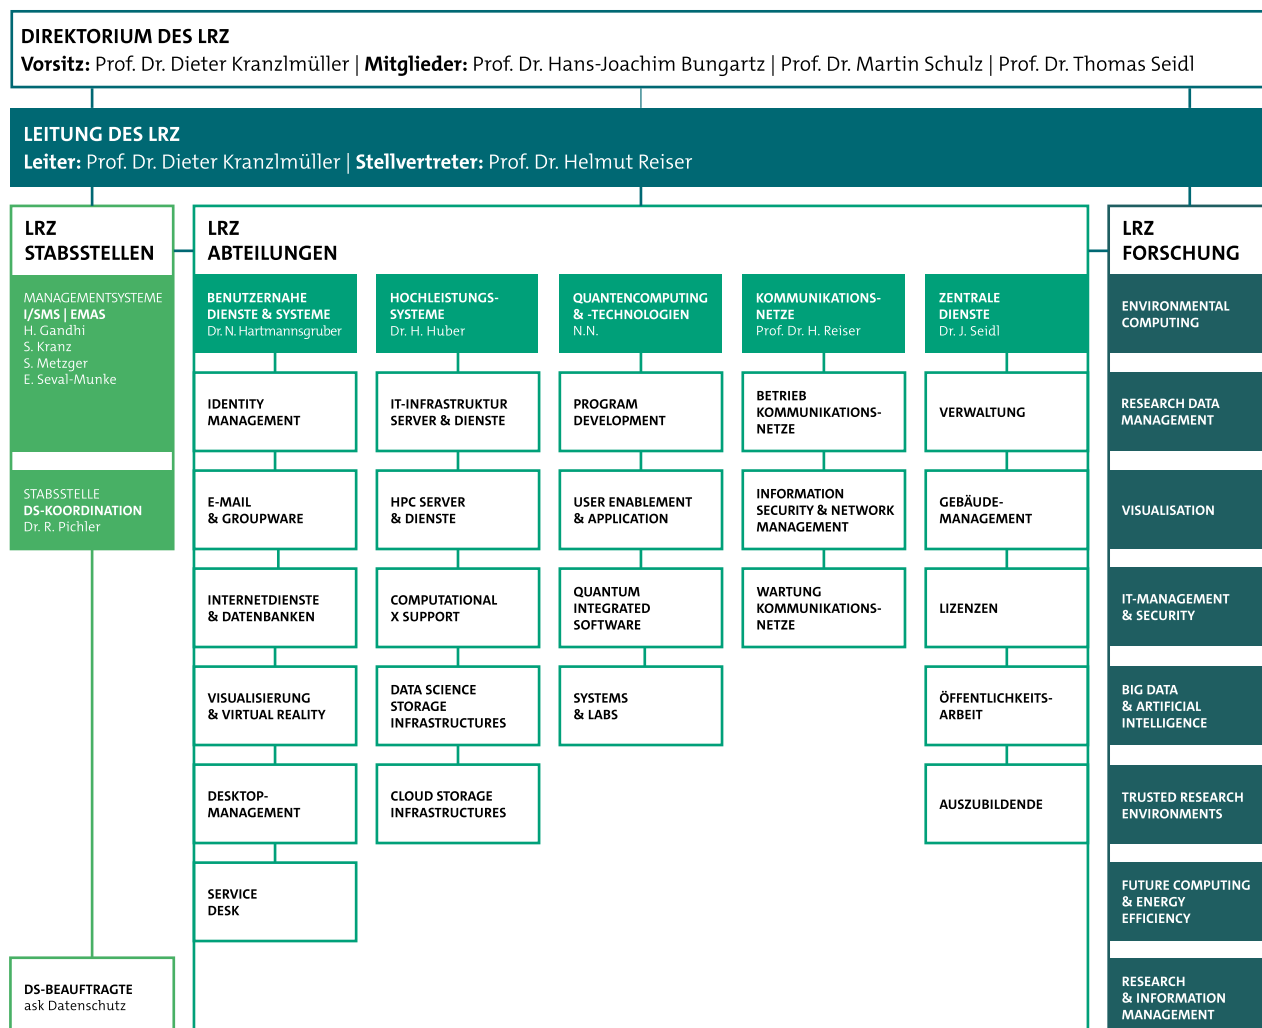 DIREKTORIUM DES LRZ
Vorsitz: Prof. Dr. Dieter Kranzlmüller | Mitglieder: Prof. Dr. Hans-Joachim Bungartz | Prof. Dr. Martin Schulz | Prof. Dr. Thomas Seidl
LEITUNG DES LRZ
Leiter: Prof. Dr. Dieter Kranzlmüller | Stellvertreter: Prof. Dr. Helmut Reiser
LRZ
STABSSTELLEN
MANAGEMENTSYSTEME
I/SMS | EMAS
H. Gandhi
S. Kranz
S. Metzger
E. Seval-Munke
STABSSTELLE
DS-KOORDINATION
Dr. R. Pichler
DS-BEAUFTRAGTE
ask Datenschutz
LRZ
ABTEILUNGEN
BENUTZERNAHE
DIENSTE & SYSTEME
Dr. N. Hartmannsgruber
IDENTITY
MANAGEMENT
E-MAIL
& GROUPWARE
INTERNETDIENSTE
& DATENBANKEN
VISUALISIERUNG
& VIRTUAL REALITY
DESKTOP-
MANAGEMENT
SERVICE
DESK
HOCHLEISTUNGS-
SYSTEME
Dr. H. Huber
IT-INFRASTRUKTUR
SERVER & DIENSTE
HPC SERVER
& DIENSTE
COMPUTATIONAL
X SUPPORT
DATA SCIENCE
STORAGE
INFRASTRUCTURES
CLOUD STORAGE
INFRASTRUCTURES
QUANTENCOMPUTING
& -TECHNOLOGIEN
N.N.
PROGRAM
DEVELOPMENT
USER ENABLEMENT
& APPLICATION
QUANTUM
INTEGRATED
SOFTWARE
SYSTEMS
& LABS
KOMMUNIKATIONS-
NETZE
Prof. Dr. H. Reiser
BETRIEB
KOMMUNIKATIONS-
NETZE
INFORMATION
SECURITY & NETWORK
MANAGEMENT
WARTUNG
KOMMUNIKATIONS-
NETZE
ZENTRALE
DIENSTE
Dr. J. Seidl
VERWALTUNG
GEBÄUDE-
MANAGEMENT
LIZENZEN
ÖFFENTLICHKEITS-
ARBEIT
AUSZUBILDENDE
LRZ
FORSCHUNG
ENVIRONMENTAL
COMPUTING
RESEARCH DATA
MANAGEMENT
VISUALISATION
IT-MANAGEMENT
& SECURITY
BIG DATA
& ARTIFICIAL
INTELLIGENCE
TRUSTED RESEARCH
ENVIRONMENTS
FUTURE COMPUTING
& ENERGY
EFFICIENCY
RESEARCH
& INFORMATION
MANAGEMENT